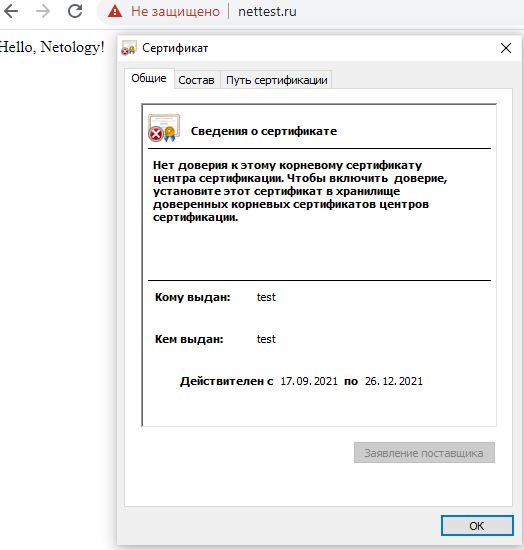 Не защищено | nettest.ru
Hello, Netology!
Сертификат
Общие Состав Путь сертификации
Сведения о сертификате
Нет доверия к этому корневому сертификату
центра сертификации. Чтобы включить доверие,
установите этот сертификат в хранилище
доверенных корневых сертификатов центров
сертификации.
Кому выдан: test
Кем выдан: test
Действителен с 17.09.2021 по 26.12.2021
Заявление поставщика
OK